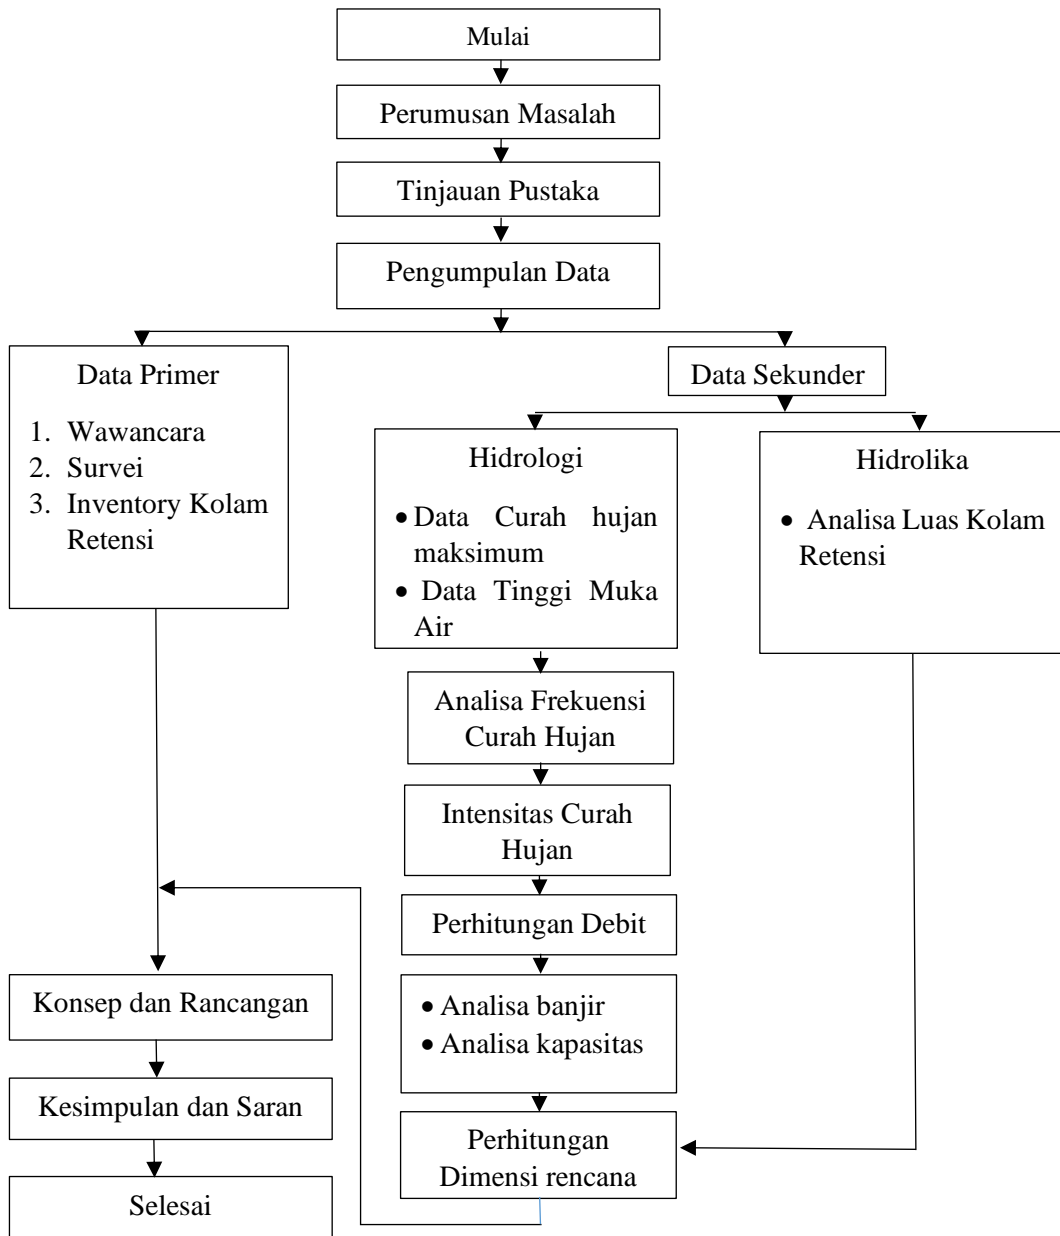 Mulai
Perumusan Masalah
Tinjauan Pustaka
Pengumpulan Data
Data Primer
1. Wawancara
2. Survei
3. Inventory Kolam
Retensi
Data Sekunder
Hidrologi
• Data Curah hujan
maksimum
• Data Tinggi Muka
Air
Hidrolika
• Analisa Luas Kolam
Retensi
Analisa Frekuensi
Curah Hujan
Intensitas Curah
Hujan
Perhitungan Debit
• Analisa banjir
• Analisa kapasitas
Perhitungan
Dimensi rencana
Konsep dan Rancangan
Kesimpulan dan Saran
Selesai